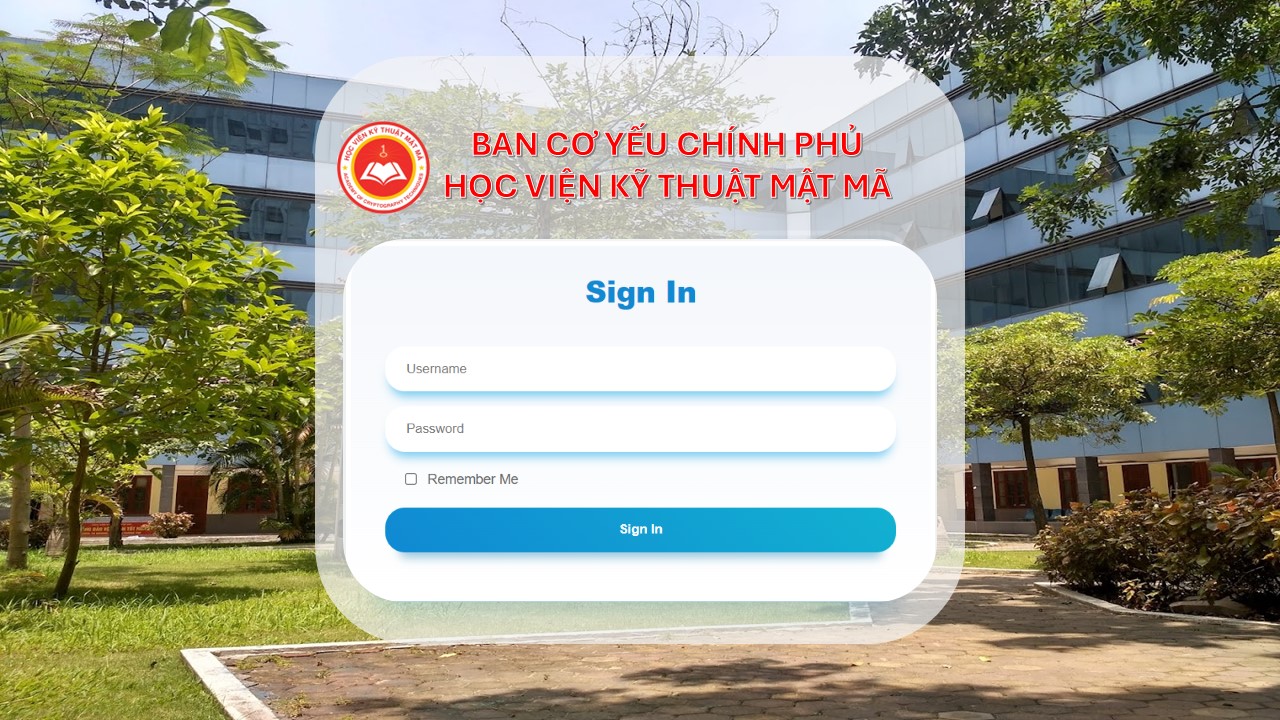 HỌC VIỆN KỸ THUẬT MẬT MÃ
ACADEMY OF CRYPTOGRAPHY TECHNIQUES
BAN CƠ YẾU CHÍNH PHỦ
HỌC VIỆN KỸ THUẬT MẬT MÃ
Sign In
Username
Password
Remember Me
Sign In